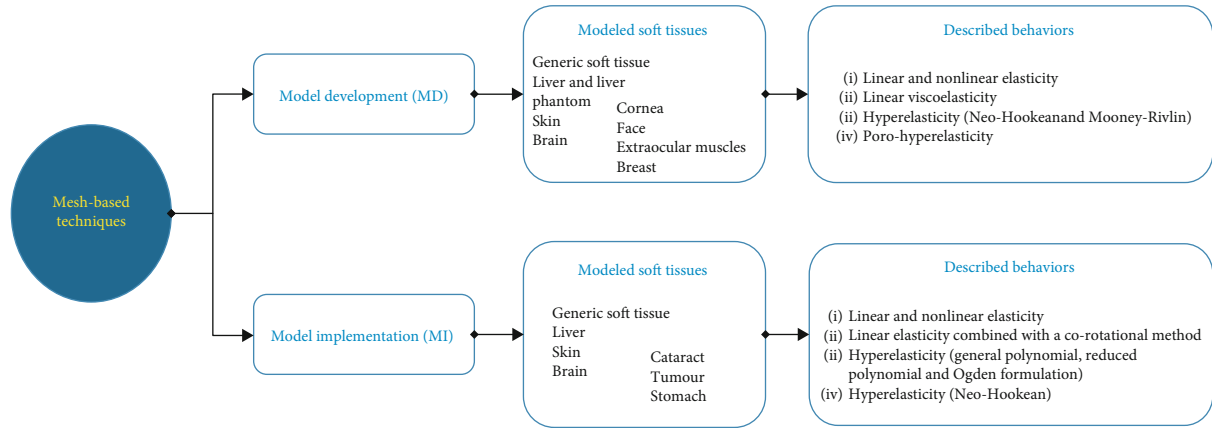 Mesh-based
techniques
Model development (MD)
Modeled soft tissues
Generic soft tissue
Liver and liver
phantom
Skin
Brain
Cornea
Face
Extraocular muscles
Breast
Described behaviors
(i) Linear and nonlinear elasticity
(ii) Linear viscoelasticity
(ii) Hyperelasticity (Neo-Hookeanand Mooney-Rivlin)
(iv) Poro-hyperelasticity
Model implementation (MI)
Modeled soft tissues
Generic soft tissue
Liver
Skin
Brain
Cataract
Tumour
Stomach
Described behaviors
(i) Linear and nonlinear elasticity
(ii) Linear elasticity combined with a co-rotational method
(ii) Hyperelasticity (general polynomial, reduced
polynomial and Ogden formulation)
(iv) Hyperelasticity (Neo-Hookean)